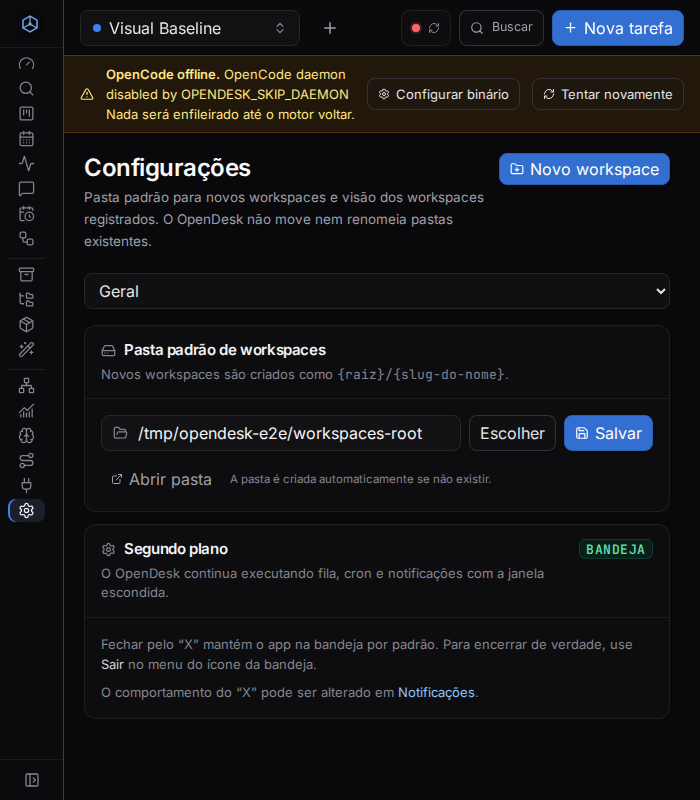 Visual Baseline
Buscar
Nova tarefa
OpenCode offline. OpenCode daemon
disabled by OPENDESK_SKIP_DAEMON
Nada será enfileirado até o motor voltar.
Configurar binário
Tentar novamente
Configurações
Novo workspace
Pasta padrão para novos workspaces e visão dos workspaces
registrados. O OpenDesk não move nem renomeia pastas
existentes.
Geral
Pasta padrão de workspaces
Novos workspaces são criados como {raiz}/{slug-do-nome}.
/tmp/opendesk-e2e/workspaces-root
Escolher
Salvar
Abrir pasta
A pasta é criada automaticamente se não existir.
Segundo plano
BANDEJA
O OpenDesk continua executando fila, cron e notificações com a janela
escondida.
Fechar pelo “X” mantém o app na bandeja por padrão. Para encerrar de verdade, use
Sair no menu do ícone da bandeja.
O comportamento do “X” pode ser alterado em Notificações.